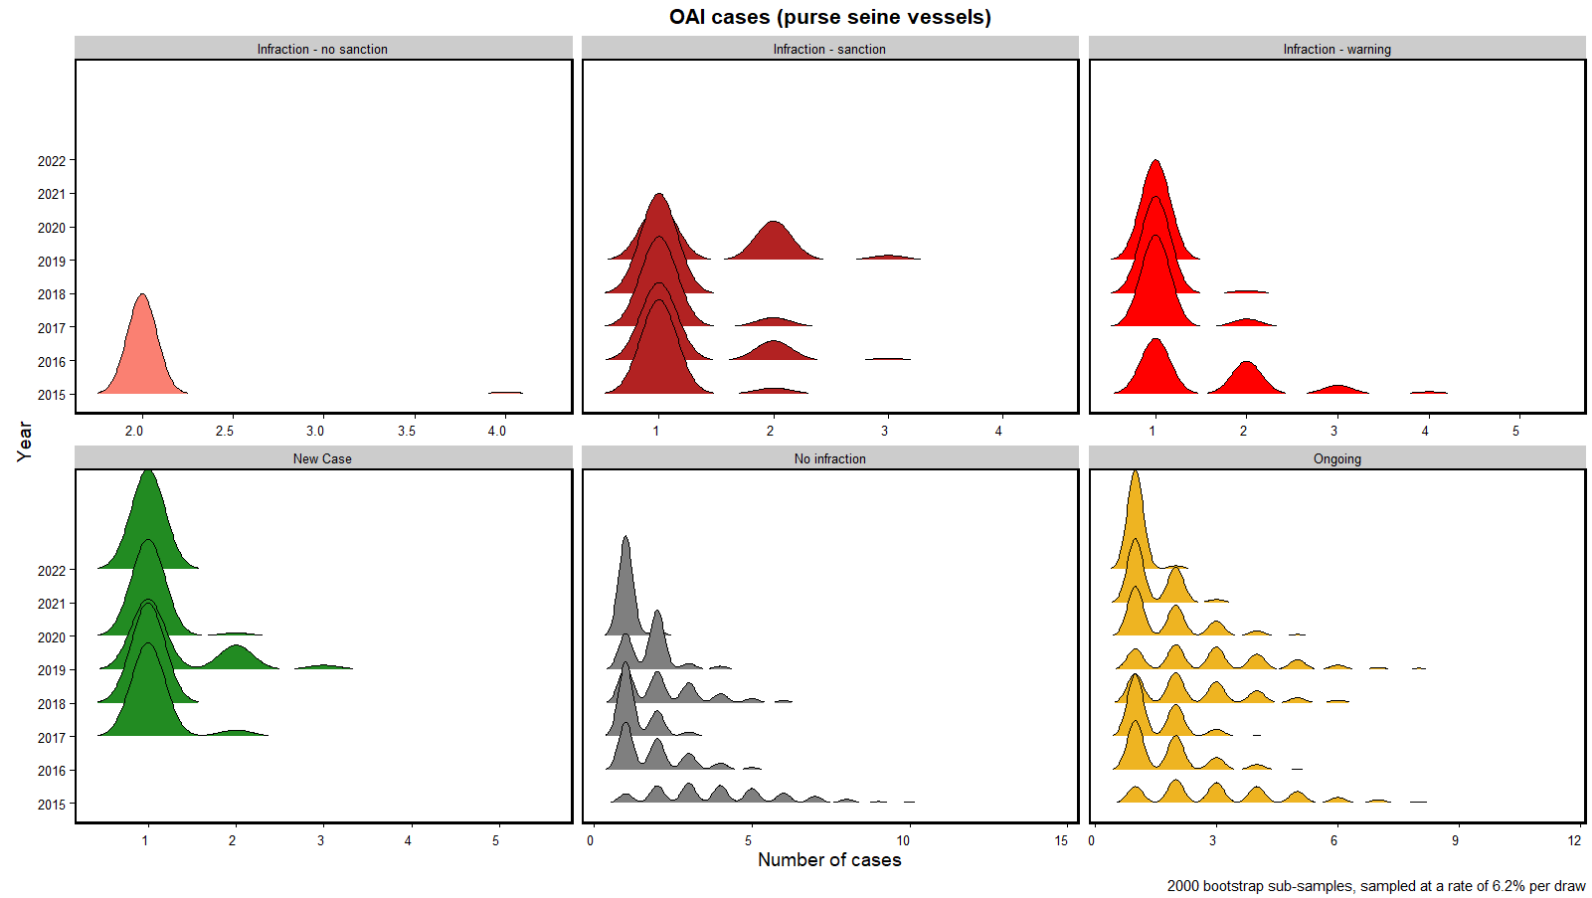 OAI cases (purse seine vessels)
Infraction - no sanction
Infraction - sanction
Infraction - warning
2022
2021
2020
2019
2018
2017
2016
2015
2.0 2.5 3.0 3.5 4.0
1 2 3 4
1 2 3 4 5
Year
New Case
No infraction
Ongoing
2022
2021
2020
2019
2018
2017
2016
2015
1 2 3 4 5
0 5 10 15
0 3 6 9 12
Number of cases
2000 bootstrap sub-samples, sampled at a rate of 6.2% per draw